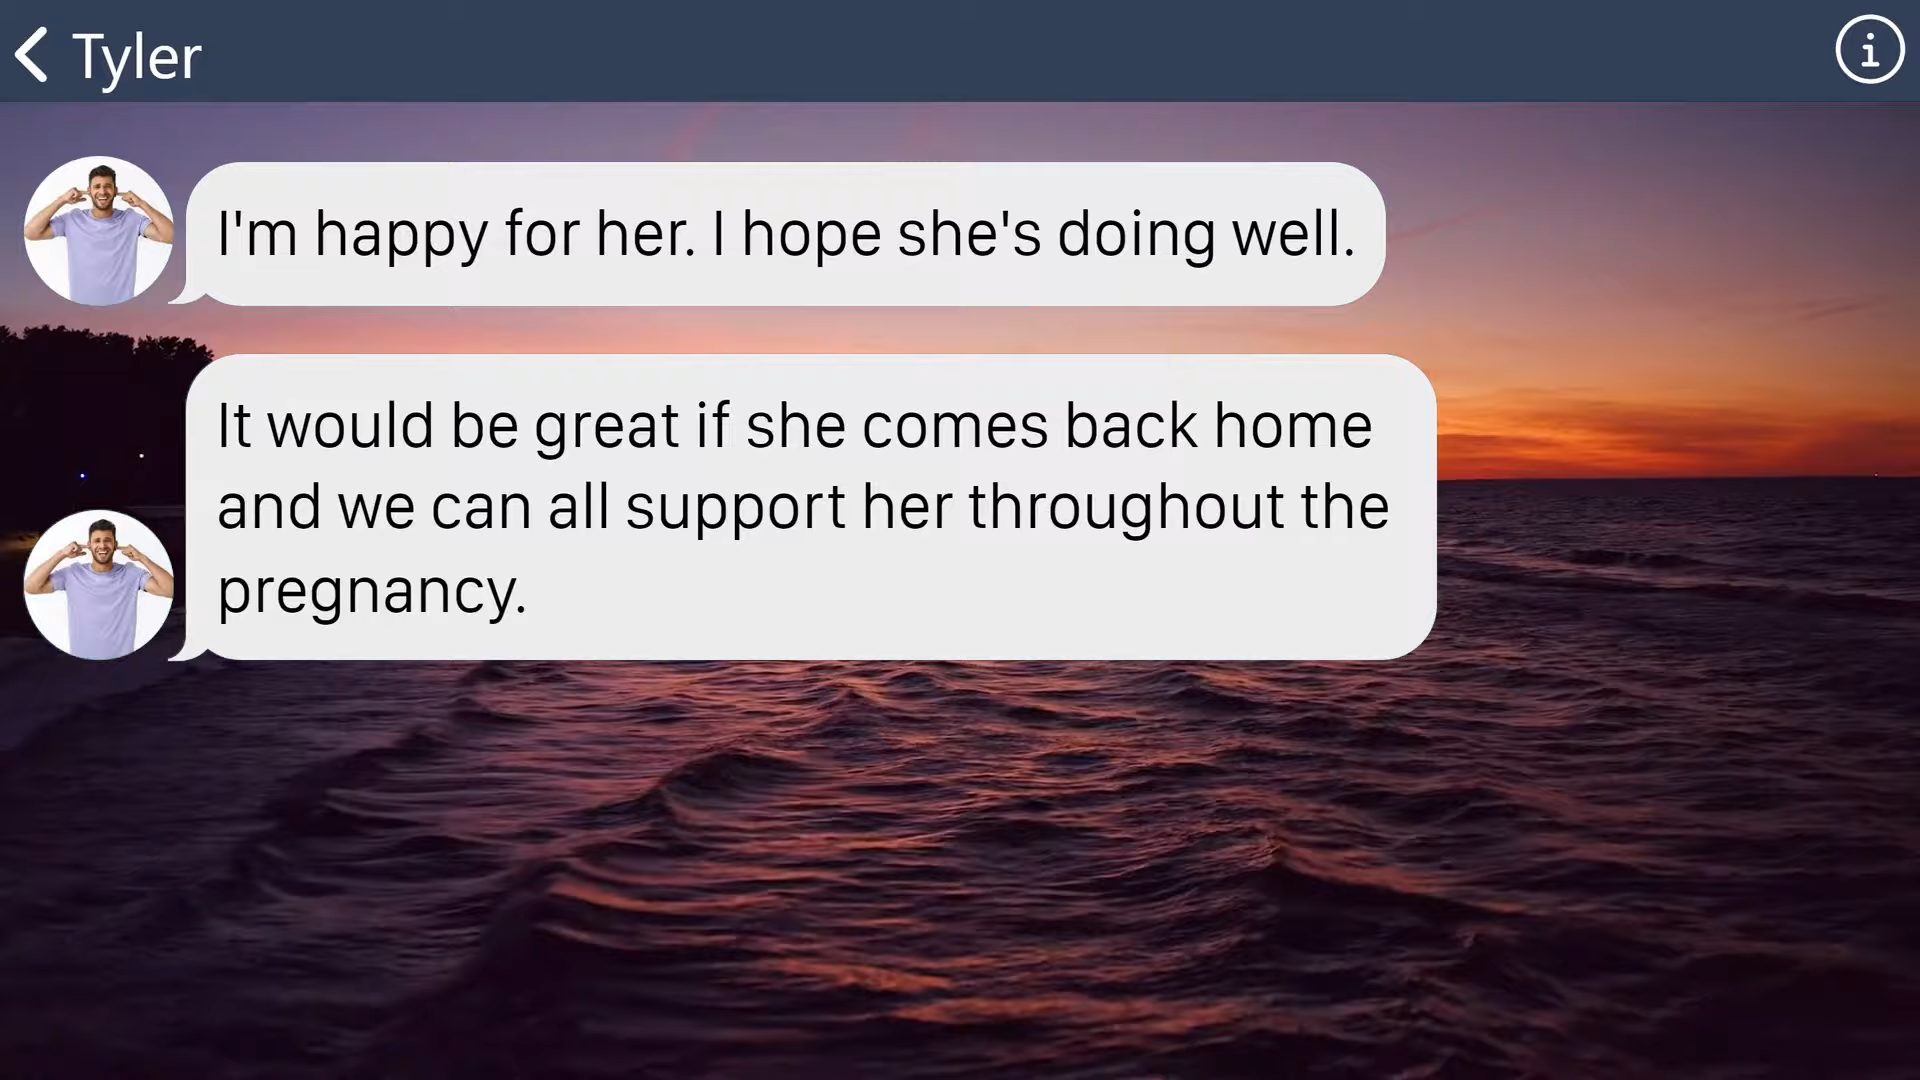 Tyler
I'm happy for her. I hope she's doing well.
It would be great if she comes back home
and we can all support her throughout the
pregnancy.